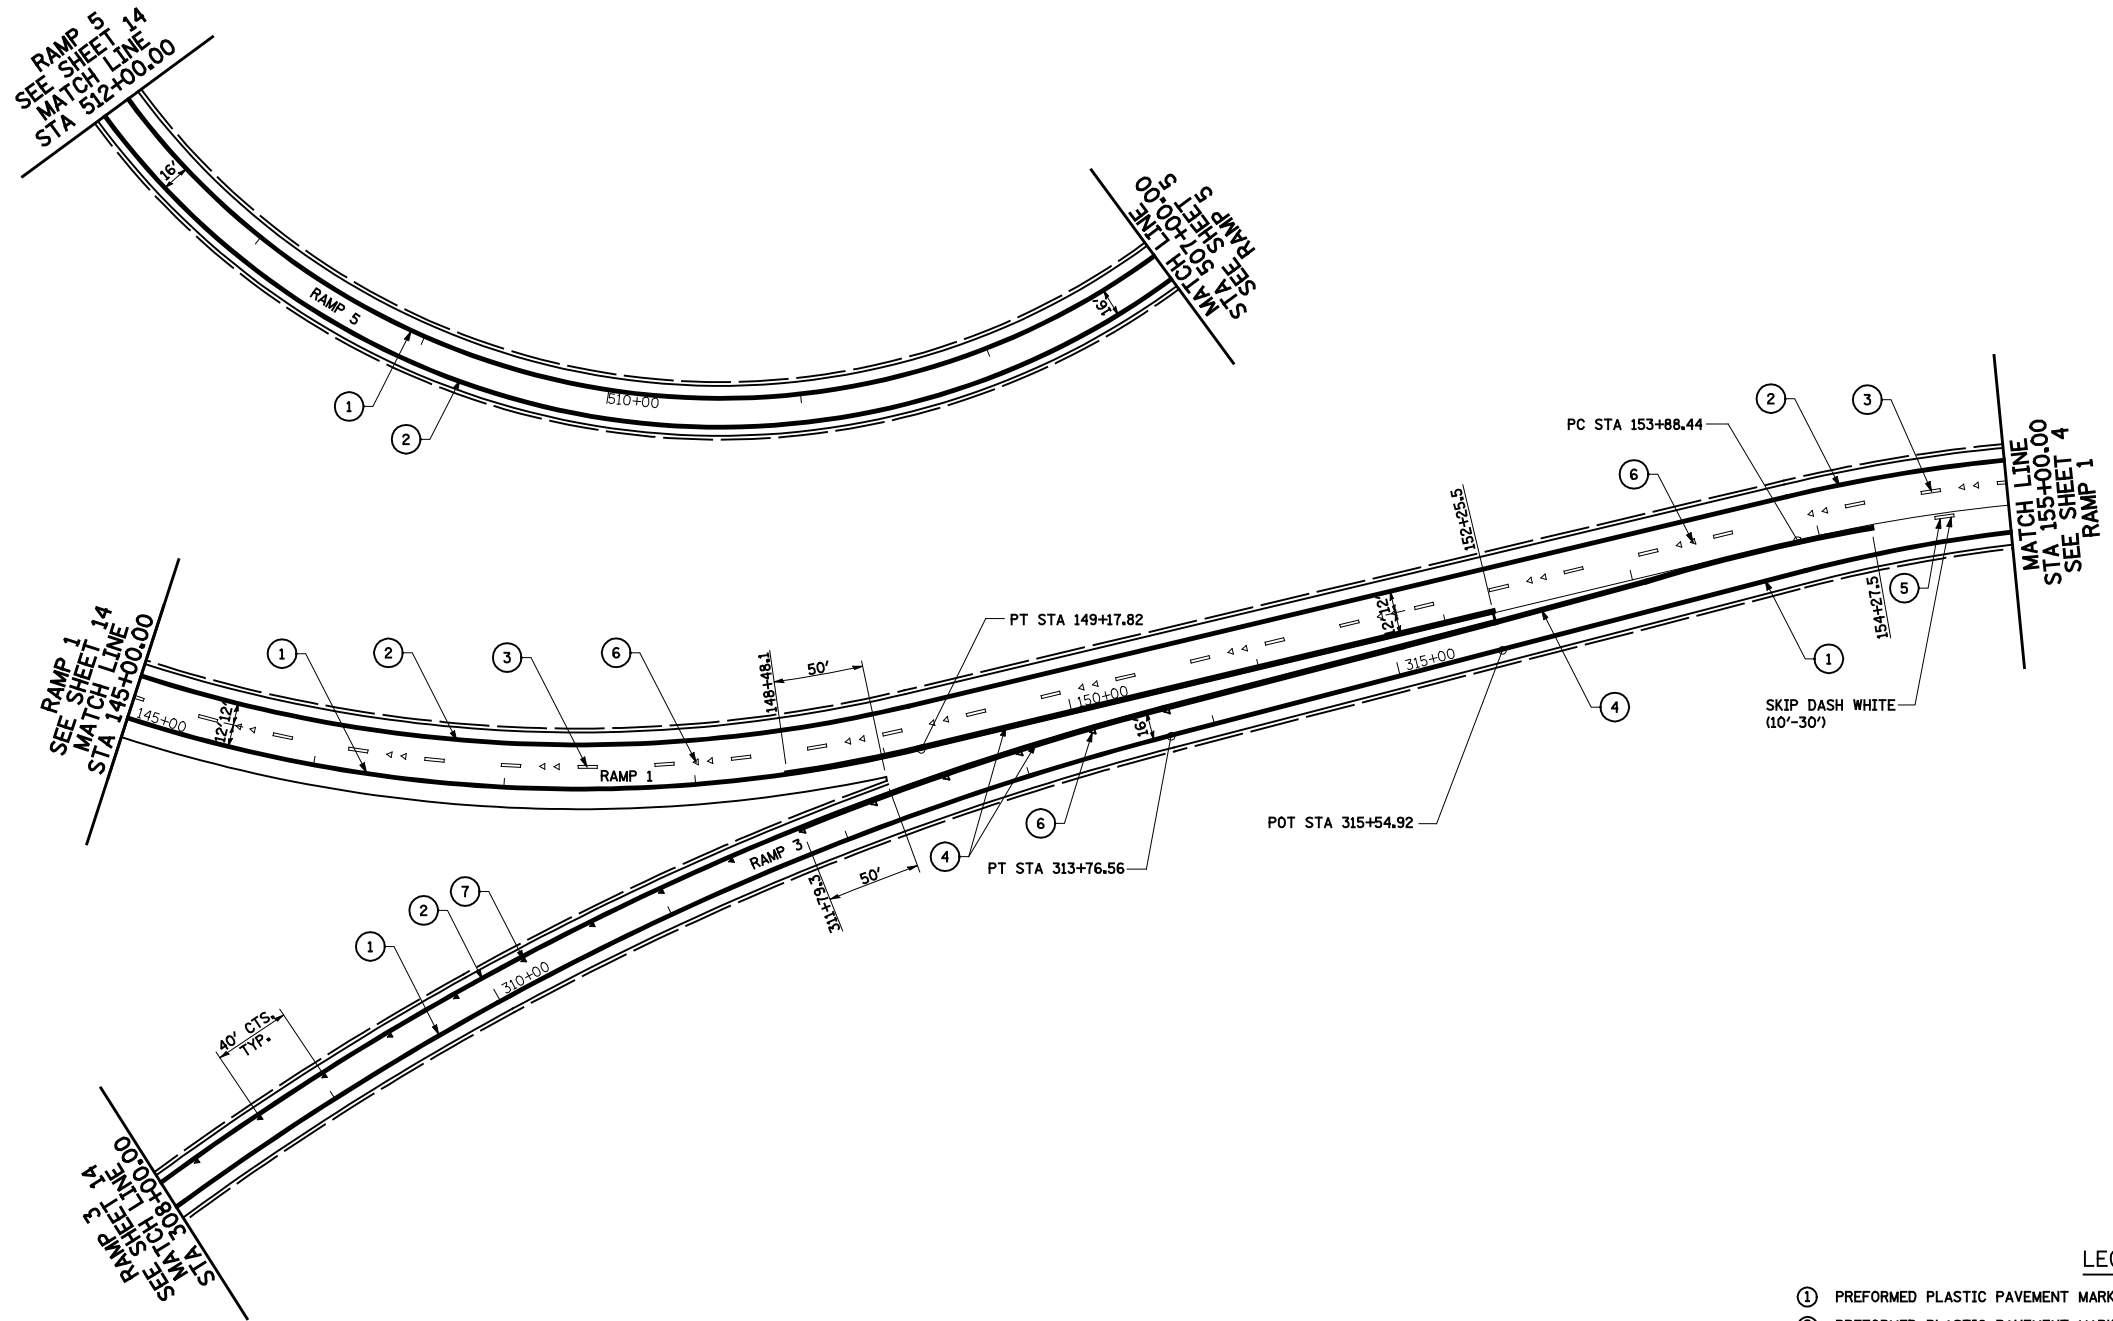 RAMP 5
SEE SHEET 14
MATCH LINE
STA 512+00.00
16'
RAMP 5
1
2
510+00
16'
MATCH LINE
STA 507+00.00
SEE SHEET 5
RAMP 5
PC STA 153+88.44
2
3
6
152+25.5
MATCH LINE
STA 155+00.00
SEE SHEET 4
RAMP 1
5
154+27.5
1
SKIP DASH WHITE
(10'-30')
4
RAMP 1
SEE SHEET 14
MATCH LINE
STA 145+00.00
145+00
12'
12'
1
2
3
6
RAMP 1
148+48.1
50'
PT STA 149+17.82
150+00
12'
12'
315+00
16'
POT STA 315+54.92
6
4
PT STA 313+76.56
RAMP 3
311+79.3
50'
7
2
1
310+00
40' CTS.
TYP.
RAMP 3
SEE SHEET 14
MATCH LINE
STA 308+00.00
1 PREFORMED PLASTIC PAVEMENT